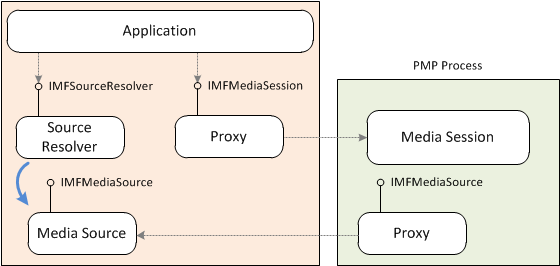 Application
IMFSourceResolver
IMFMediaSession
PMP Process
Source
Resolver
Proxy
Media Session
IMFMediaSource
IMFMediaSource
Media Source
Proxy